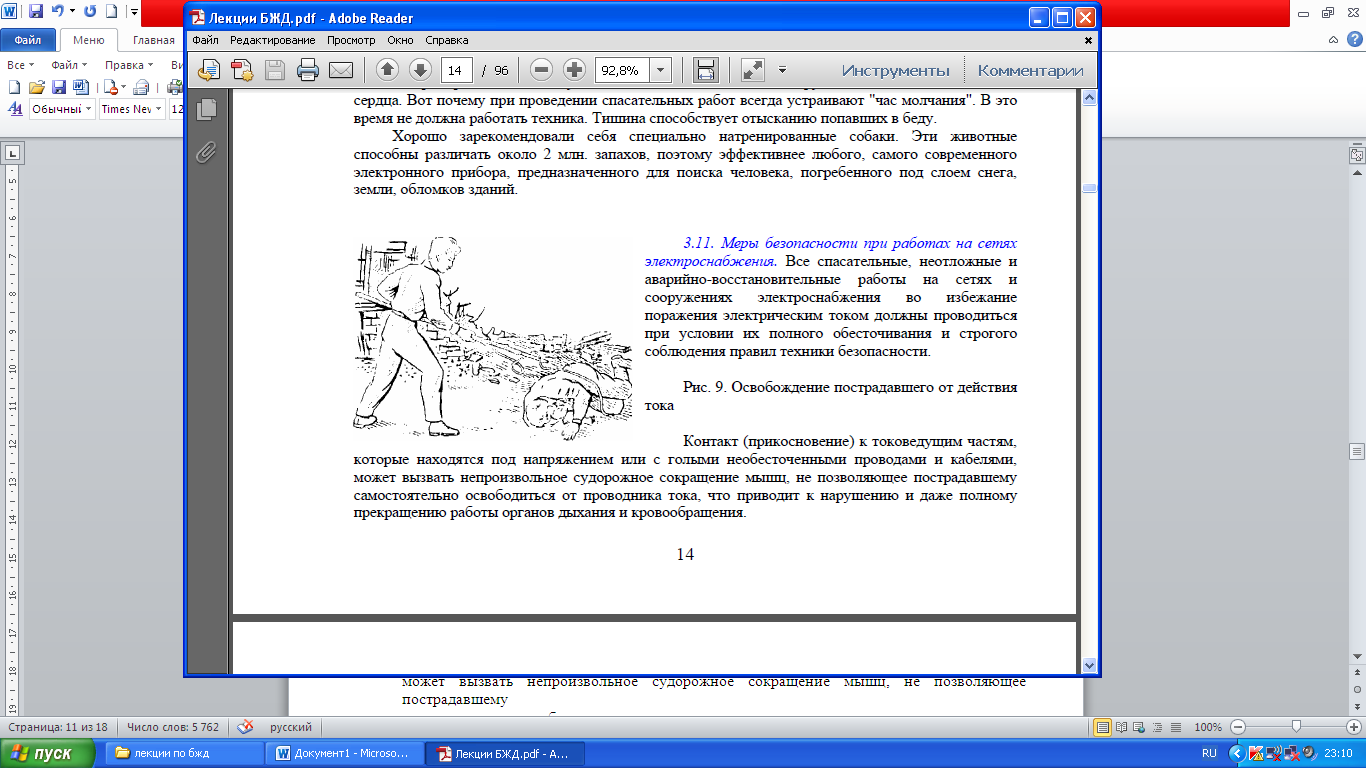 Лекции БЖД.pdf - Adobe Reader
Файл Меню Главная
Файл Редактирование Просмотр Окно Справка
Все Файл Правка Ви
14 / 96 92,8% Инструменты Комментарии
Обычный Times Nev 12
сердца. Вот почему при проведении спасательных работ всегда устраивают "час молчания". В это
время не должна работать техника. Тишина способствует отысканию попавших в беду.
Хорошо зарекомендовали себя специально натренированные собаки. Эти животные
способны различать около 2 млн. запахов, поэтому эффективнее любого, самого современного
электронного прибора, предназначенного для поиска человека, погребенного под слоем снега,
земли, обломков зданий.
3.11. Меры безопасности при работах на сетях
электроснабжения. Все спасательные, неотложные и
аварийно-восстановительные работы на сетях и
сооружениях электроснабжения во избежание
поражения электрическим током должны проводиться
при условии их полного обесточивания и строгого
соблюдения правил техники безопасности.
Рис. 9. Освобождение пострадавшего от действия
тока
Контакт (прикосновение) к токоведущим частям,
которые находятся под напряжением или с голыми необесточенными проводами и кабелями,
может вызвать непроизвольное судорожное сокращение мышц, не позволяющее пострадавшему
самостоятельно освободиться от проводника тока, что приводит к нарушению и даже полному
прекращению работы органов дыхания и кровообращения.
14
может вызвать непроизвольное судорожное сокращение мышц, не позволяющее
пострадавшему
Страница: 11 из 18 Число слов: 5 762 русский 100%
пуск лекции по бжд Документ1 - Microso... Лекции БЖД.pdf - A... RU 23:10